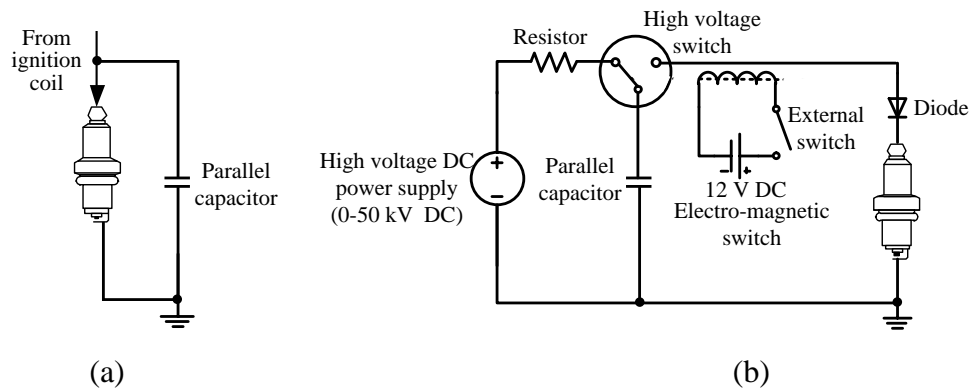 From
ignition
coil
Parallel
capacitor
(a)
High voltage
switch
Resistor
High voltage DC
power supply
(0-50 kV DC)
+
−
Parallel
capacitor
External
switch
− +
12 V DC
Electro-magnetic
switch
Diode
(b)